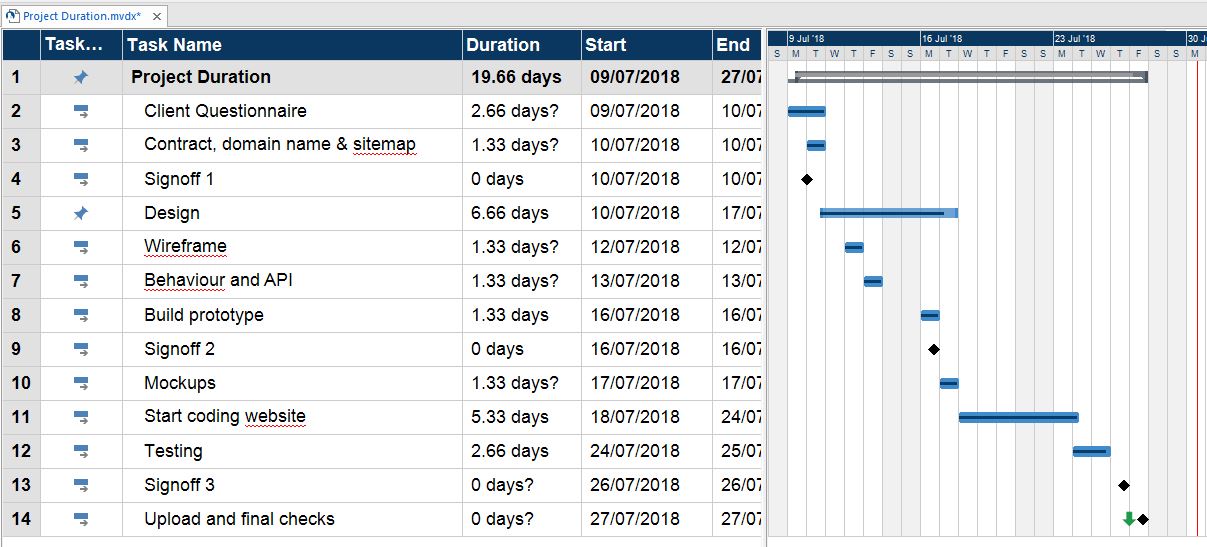 Project Duration.mvdx*
Task... Task Name Duration Start End 9 Jul '18 16 Jul '18 23 Jul '18 30 Ju
S M T W T F S S M T W T F S S M T W T F S S M
1 Project Duration 19.66 days 09/07/2018 27/07
2 Client Questionnaire 2.66 days? 09/07/2018 10/07
3 Contract, domain name & sitemap 1.33 days? 10/07/2018 10/07
4 Signoff 1 0 days 10/07/2018 10/07
5 Design 6.66 days 10/07/2018 17/07
6 Wireframe 1.33 days? 12/07/2018 12/07
7 Behaviour and API 1.33 days? 13/07/2018 13/07
8 Build prototype 1.33 days 16/07/2018 16/07
9 Signoff 2 0 days 16/07/2018 16/07
10 Mockups 1.33 days? 17/07/2018 17/07
11 Start coding website 5.33 days 18/07/2018 24/07
12 Testing 2.66 days 24/07/2018 25/07
13 Signoff 3 0 days? 26/07/2018 26/07
14 Upload and final checks 0 days? 27/07/2018 27/07